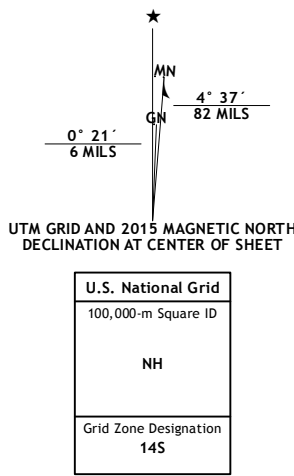 ★
MN
GN
4° 37´
82 MILS
0° 21´
6 MILS
UTM GRID AND 2015 MAGNETIC NORTH
DECLINATION AT CENTER OF SHEET
U.S. National Grid
100,000-m Square ID
NH
Grid Zone Designation
14S